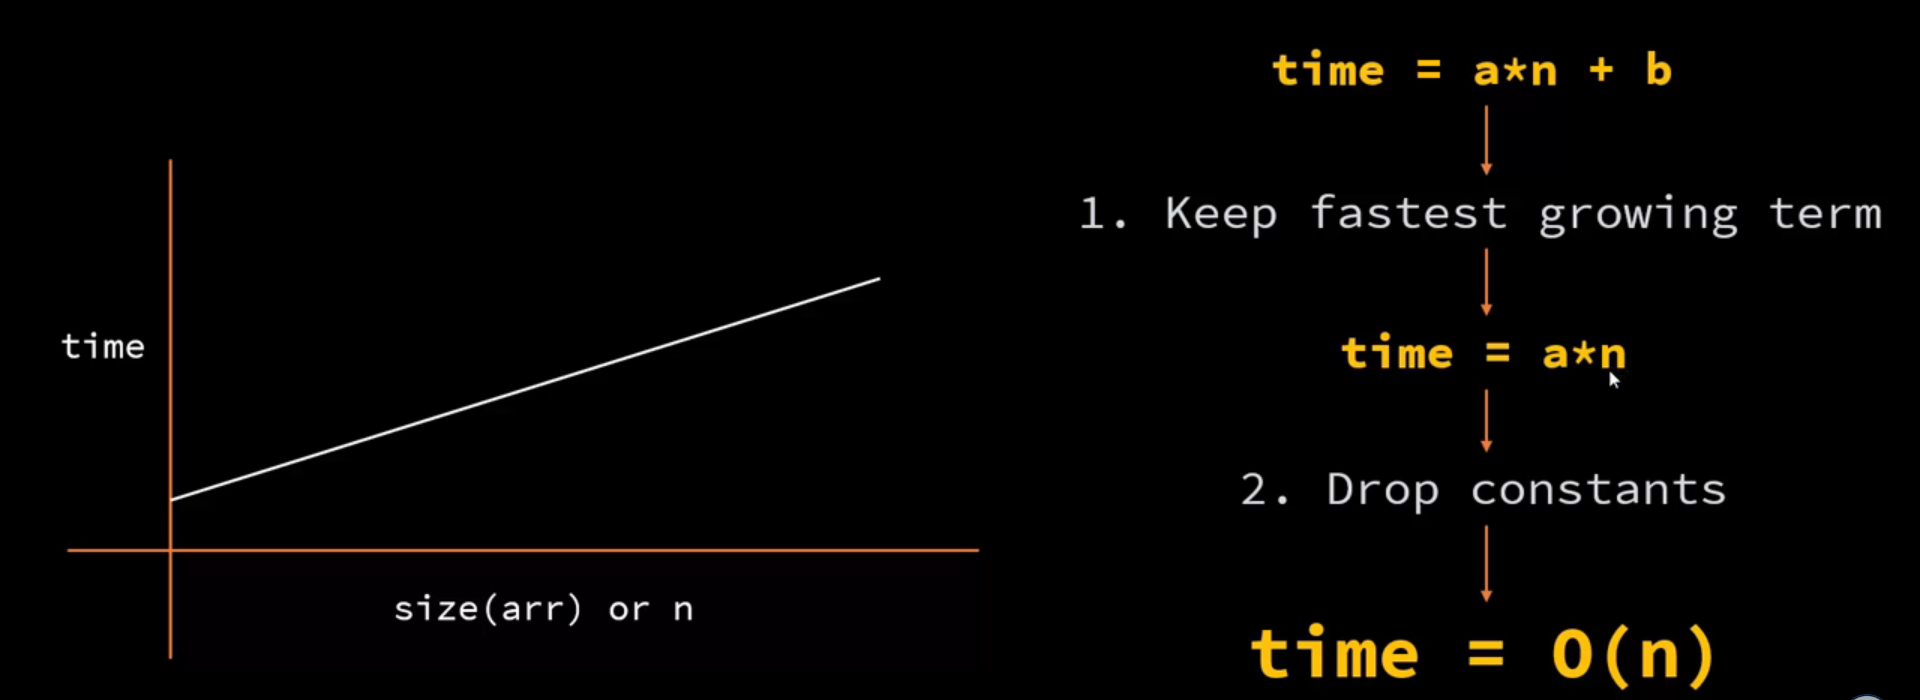 time
size(arr) or n
time = a*n + b
1. Keep fastest growing term
time = a*n
2. Drop constants
time = O(n)